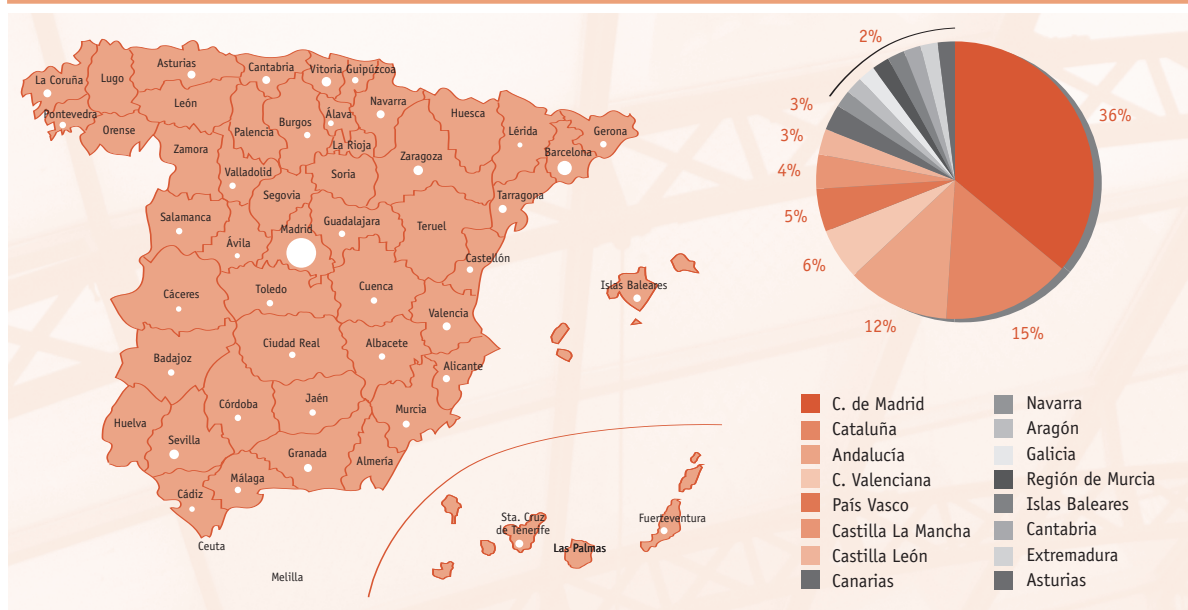 Asturias
Cantabria
Vitoria
Guipúzcoa
La Coruña
Lugo
León
Navarra
Pontevedra
Orense
Palencia
Burgos
Álava
Huesca
Lérida
Gerona
Zamora
La Rioja
Zaragoza
Barcelona
Valladolid
Soria
Segovia
Tarragona
Salamanca
Ávila
Madrid
Guadalajara
Teruel
Castellón
Cáceres
Toledo
Cuenca
Islas Baleares
Valencia
Badajoz
Ciudad Real
Albacete
Alicante
Huelva
Córdoba
Jaén
Murcia
Sevilla
Granada
Almería
Málaga
Cádiz
Ceuta
Melilla
Sta. Cruz
de Tenerife
Las Palmas
Fuerteventura
2%
3%
3%
4%
5%
6%
12%
15%
36%
C. de Madrid
Cataluña
Andalucía
C. Valenciana
País Vasco
Castilla La Mancha
Castilla León
Canarias
Navarra
Aragón
Galicia
Región de Murcia
Islas Baleares
Cantabria
Extremadura
Asturias